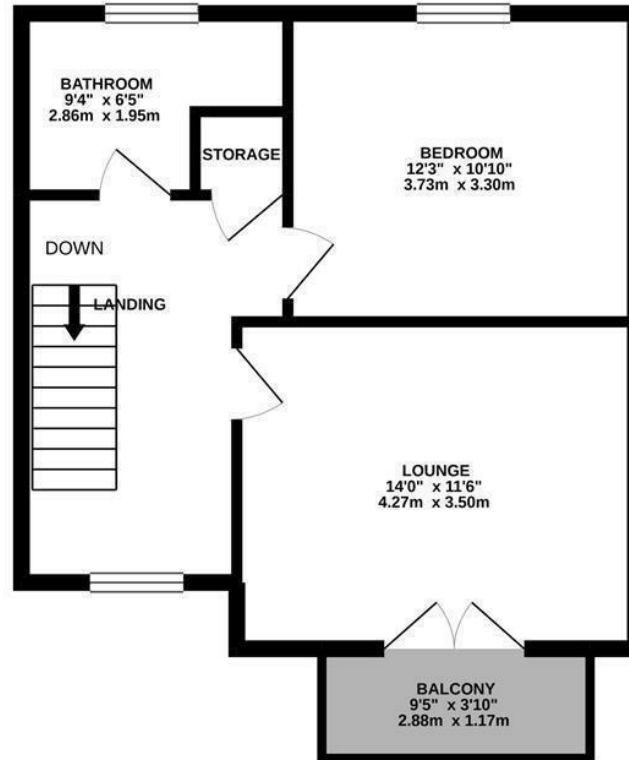 BATHROOM
9'4" x 6'5"
2.86m x 1.95m
STORAGE
BEDROOM
12'3" x 10'10"
3.73m x 3.30m
DOWN
LANDING
LOUNGE
14'0" x 11'6"
4.27m x 3.50m
BALCONY
9'5" x 3'10"
2.88m x 1.17m